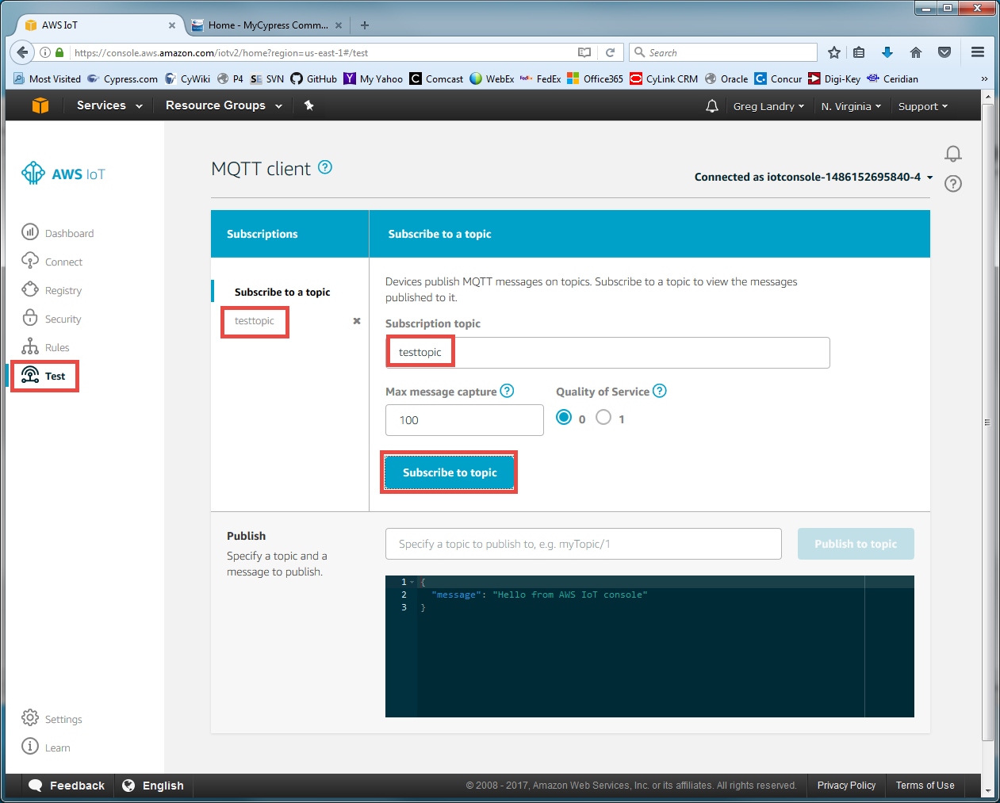 AWS IoT
Home - MyCypress Comm...
https://console.aws.amazon.com/iotv2/home?region=us-east-1#/test
Search
Most Visited Cypress.com CyWiki P4 SVN GitHub My Yahoo Comcast WebEx FedEx Office365 CyLink CRM Oracle Concur Digi-Key Ceridian
Services Resource Groups Greg Landry N. Virginia Support
AWS IoT
MQTT client
Connected as iotconsole-1486152695840-4
Dashboard
Connect
Registry
Security
Rules
Test
Settings
Learn
Subscriptions
Subscribe to a topic
Subscribe to a topic
testtopic
Devices publish MQTT messages on topics. Subscribe to a topic to view the messages
published to it.
Subscription topic
testtopic
Max message capture
Quality of Service
100
0 1
Subscribe to topic
Publish
Specify a topic and a
message to publish.
Specify a topic to publish to, e.g. myTopic/1
Publish to topic
1 {
2 "message": "Hello from AWS IoT console"
3 }
Feedback English © 2008 - 2017, Amazon Web Services, Inc. or its affiliates. All rights reserved. Privacy Policy Terms of Use